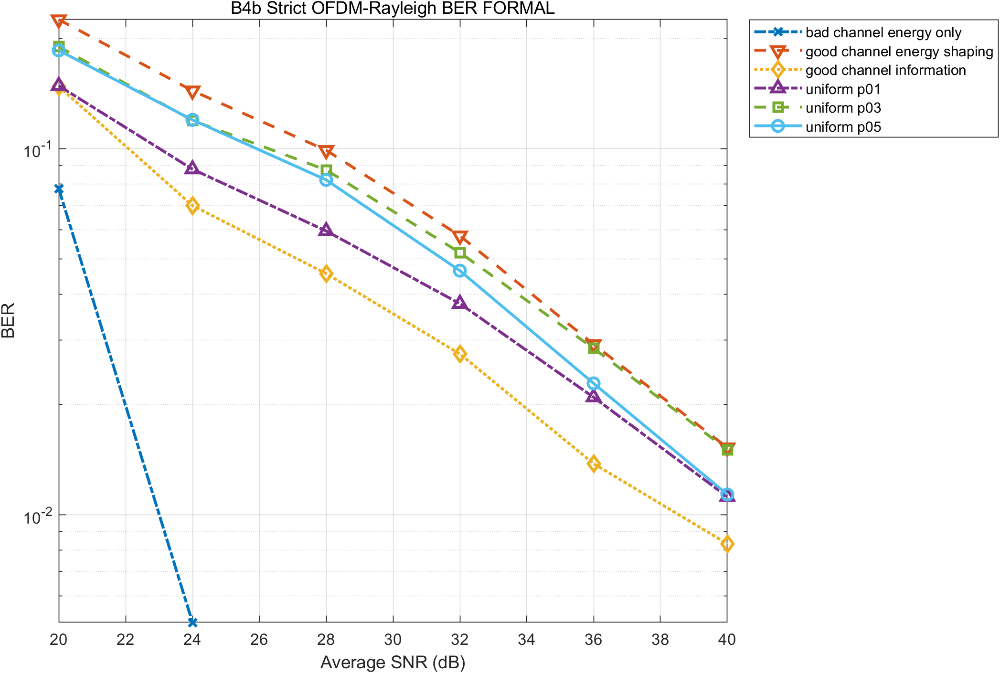 B4b Strict OFDM-Rayleigh BER FORMAL
bad channel energy only
good channel energy shaping
good channel information
uniform p01
uniform p03
uniform p05
10^-1
10^-2
BER
20 22 24 26 28 30 32 34 36 38 40
Average SNR (dB)